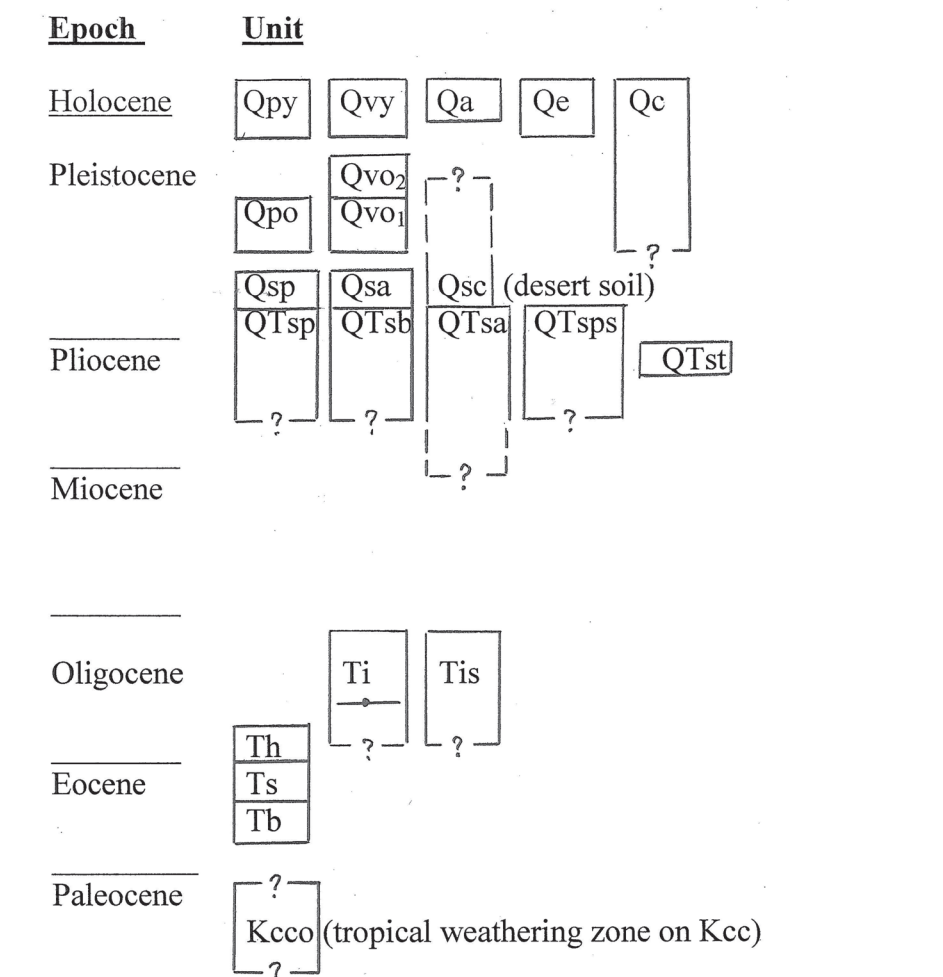 Epoch Unit
Holocene Qpy Qvy Qa Qe Qc
Pleistocene Qvo2 ?
Qpo Qvo1
?
Qsp Qsa Qsc (desert soil)
QTsp QTsb QTsa QTsps
Pliocene QTst
? ? ?
?
Miocene
Oligocene Ti Tis
Th ? ?
Eocene Ts
Tb
?
Paleocene
Kcco (tropical weathering zone on Kcc)
?